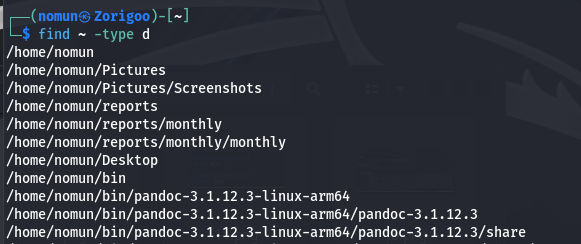 ┌──(nomun㉿Zorigoo)-[~]
└─$ find ~ -type d
/home/nomun
/home/nomun/Pictures
/home/nomun/Pictures/Screenshots
/home/nomun/reports
/home/nomun/reports/monthly
/home/nomun/reports/monthly/monthly
/home/nomun/Desktop
/home/nomun/bin
/home/nomun/bin/pandoc-3.1.12.3-linux-arm64
/home/nomun/bin/pandoc-3.1.12.3-linux-arm64/pandoc-3.1.12.3
/home/nomun/bin/pandoc-3.1.12.3-linux-arm64/pandoc-3.1.12.3/share